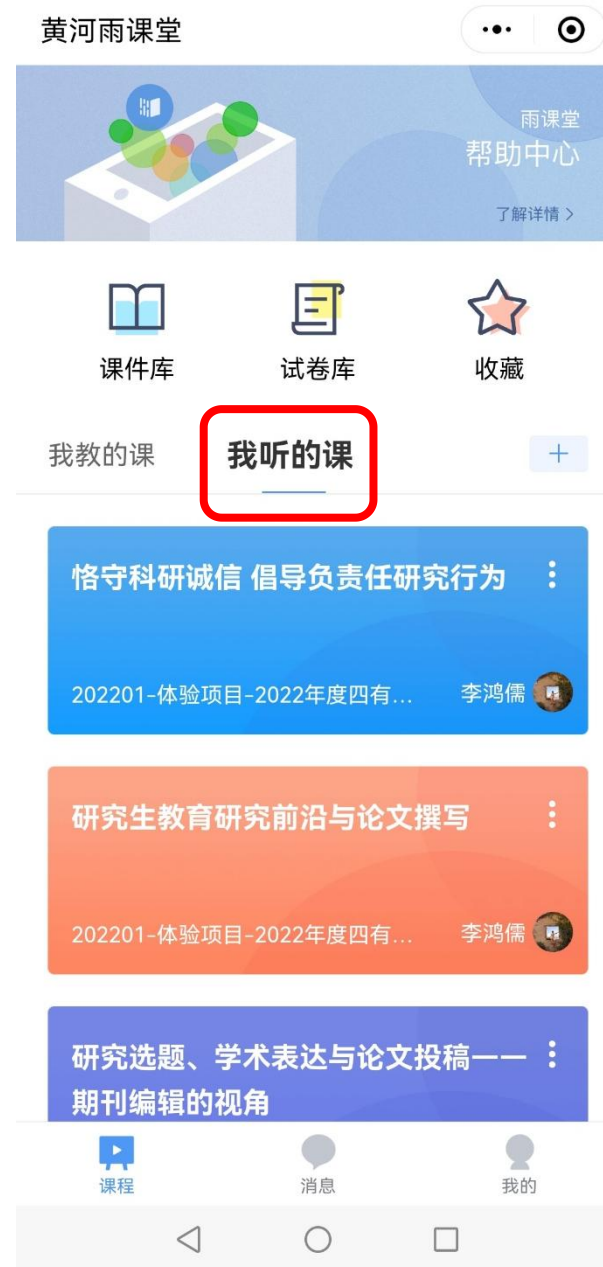 黄河雨课堂
雨课堂
帮助中心
了解详情 >
课件库
试卷库
收藏
我教的课
我听的课
+
恪守科研诚信 倡导负责任研究行为
202201-体验项目-2022年度四有...
李鸿儒
研究生教育研究前沿与论文撰写
202201-体验项目-2022年度四有...
李鸿儒
研究选题、学术表达与论文投稿——
期刊编辑的视角
课程
消息
我的